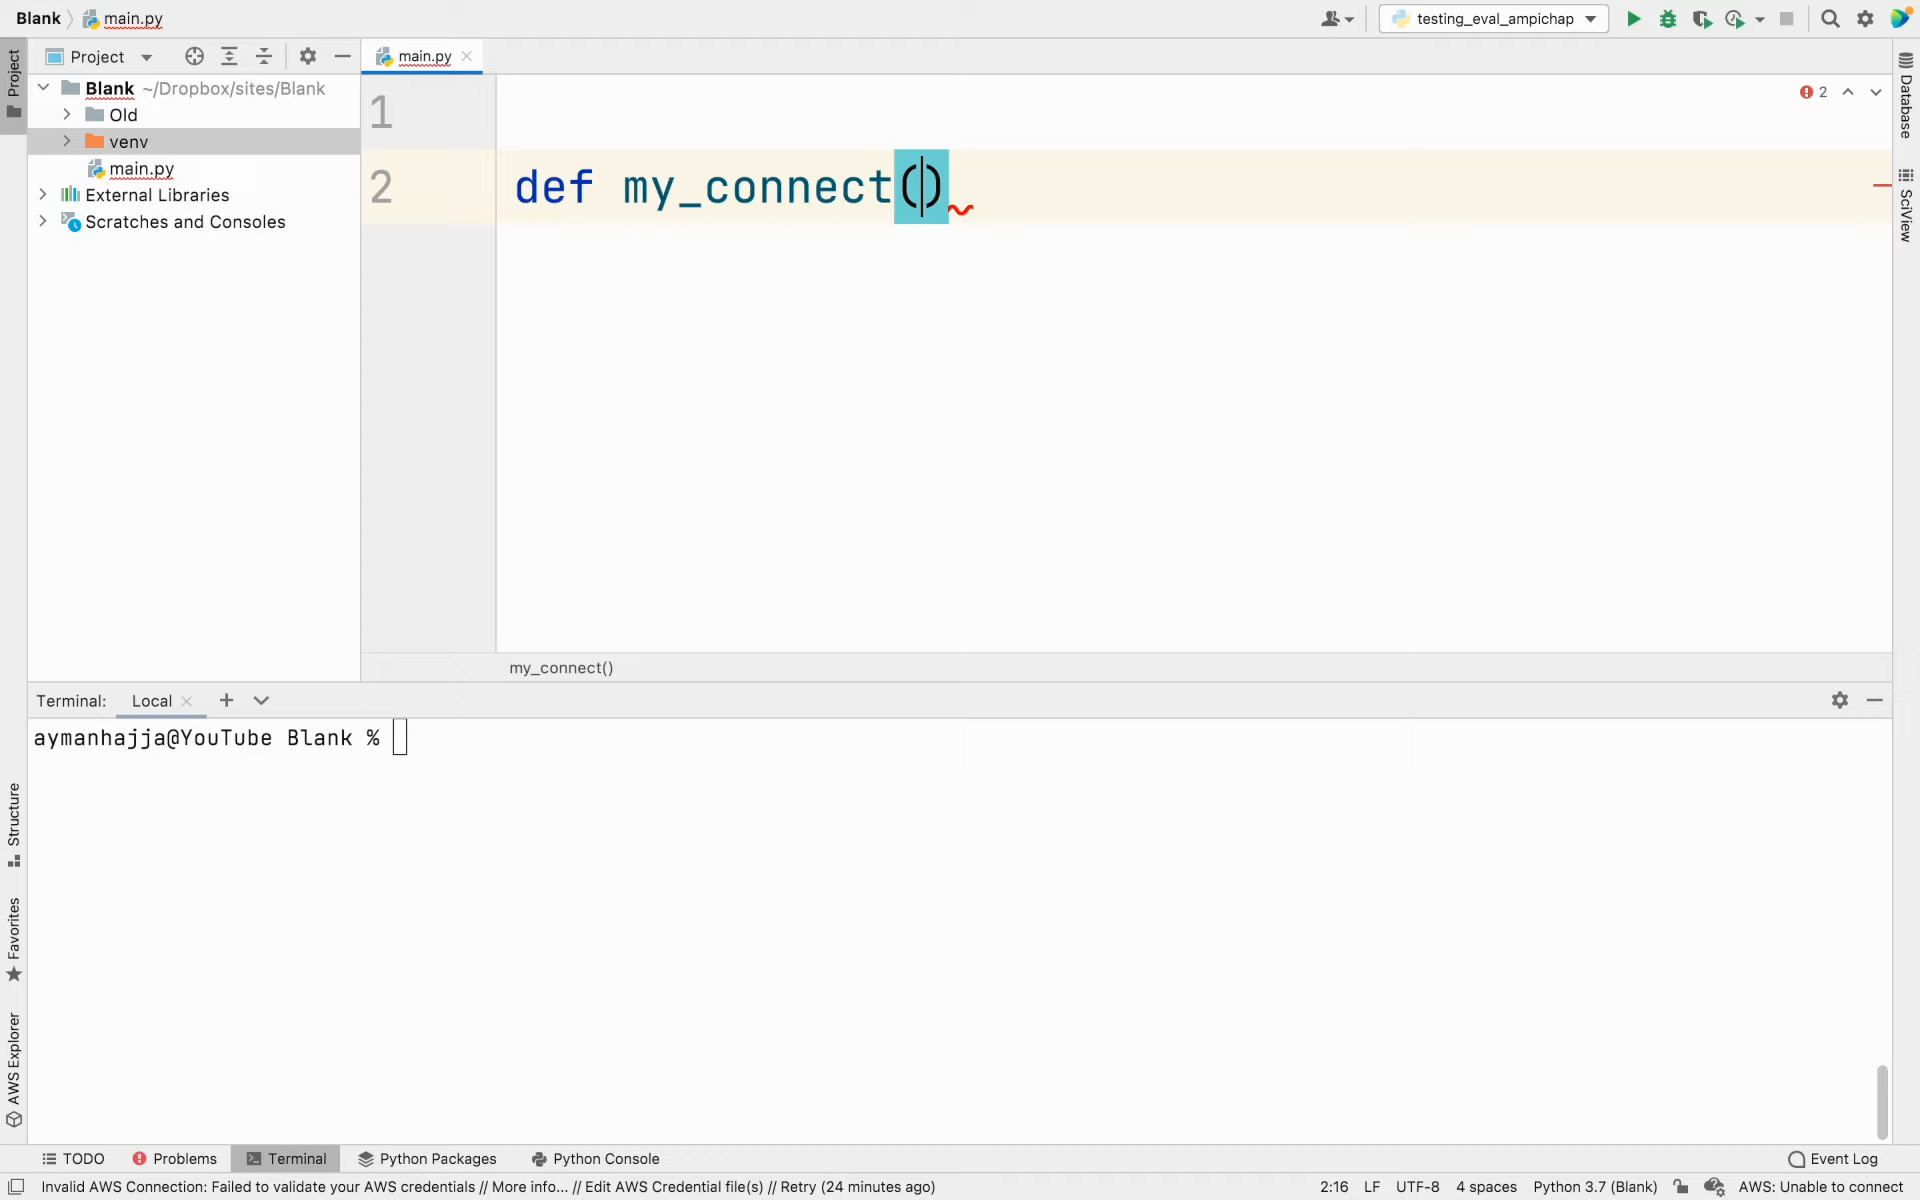 Blank main.py
testing_eval_ampichap
Project
main.py
Project
Blank ~/Dropbox/sites/Blank
Old
venv
main.py
External Libraries
Scratches and Consoles
1
2 def my_connect()
2
Database
SciView
my_connect()
Terminal: Local
aymanhajja@YouTube Blank %
Structure
Favorites
AWS Explorer
TODO Problems Terminal Python Packages Python Console Event Log
Invalid AWS Connection: Failed to validate your AWS credentials // More info... // Edit AWS Credential file(s) // Retry (24 minutes ago) 2:16 LF UTF-8 4 spaces Python 3.7 (Blank) AWS: Unable to connect